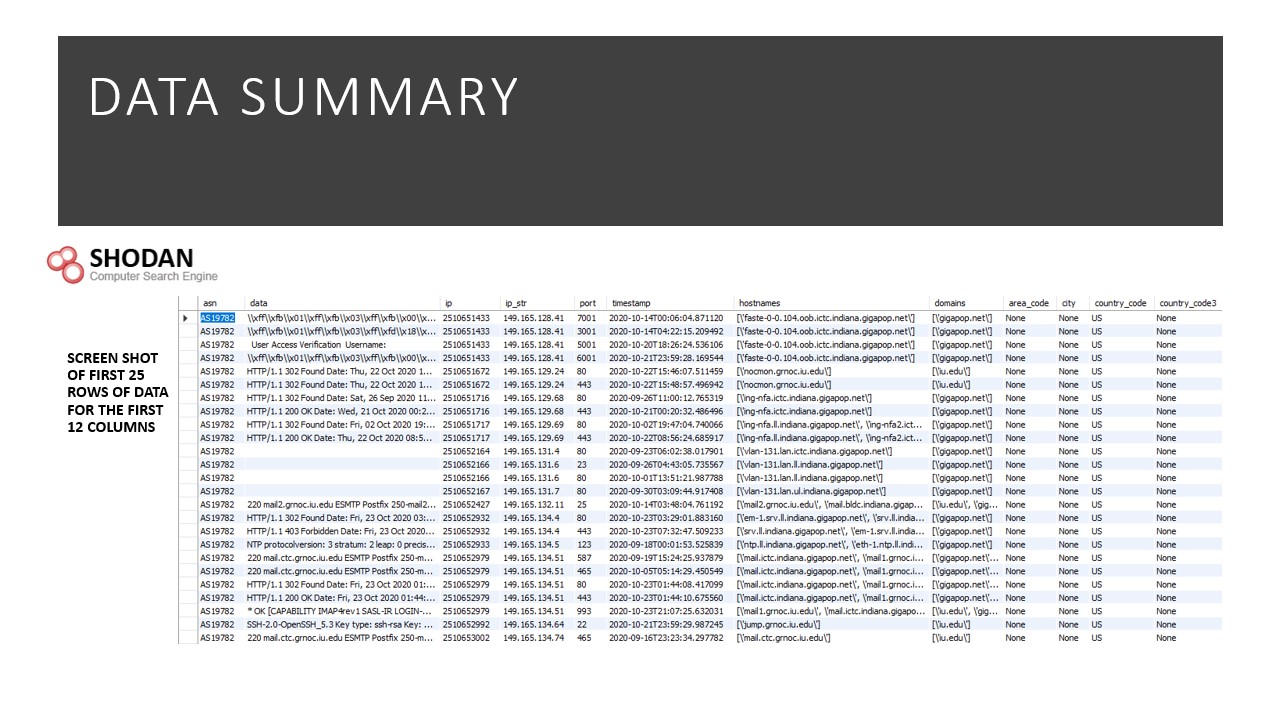 DATA SUMMARY
SHODAN
Computer Search Engine
SCREEN SHOT
OF FIRST 25
ROWS OF DATA
FOR THE FIRST
12 COLUMNS
asn data ip ip_str port timestamp hostnames domains area_code city country_code country_code3
AS19782 \\xff\\xfb\\x01\\xff\\xfb\\x03\\xff\\xfb\\x00\\x... 2510651433 149.165.128.41 7001 2020-10-14T00:06:04.871120 [\'faste-0-0.104.oob.ictc.indiana.gigapop.net\'] [\'gigapop.net\'] None None US None
AS19782 \\xff\\xfb\\x01\\xff\\xfb\\x03\\xff\\xfd\\x18\\x... 2510651433 149.165.128.41 3001 2020-10-14T04:22:15.209492 [\'faste-0-0.104.oob.ictc.indiana.gigapop.net\'] [\'gigapop.net\'] None None US None
AS19782 User Access Verification Username: 2510651433 149.165.128.41 5001 2020-10-20T18:26:24.536106 [\'faste-0-0.104.oob.ictc.indiana.gigapop.net\'] [\'gigapop.net\'] None None US None
AS19782 \\xff\\xfb\\x01\\xff\\xfb\\x03\\xff\\xfb\\x00\\x... 2510651433 149.165.128.41 6001 2020-10-21T23:59:28.169544 [\'faste-0-0.104.oob.ictc.indiana.gigapop.net\'] [\'gigapop.net\'] None None US None
AS19782 HTTP/1.1 302 Found Date: Thu, 22 Oct 2020 1... 2510651672 149.165.129.24 80 2020-10-22T15:46:07.511459 [\'nocmon.grnoc.iu.edu\'] [\'iu.edu\'] None None US None
AS19782 HTTP/1.1 302 Found Date: Thu, 22 Oct 2020 1... 2510651672 149.165.129.24 443 2020-10-22T15:48:57.496942 [\'nocmon.grnoc.iu.edu\'] [\'iu.edu\'] None None US None
AS19782 HTTP/1.1 302 Found Date: Sat, 26 Sep 2020 11... 2510651716 149.165.129.68 80 2020-09-26T11:00:12.765319 [\'ing-nfa.ictc.indiana.gigapop.net\'] [\'gigapop.net\'] None None US None
AS19782 HTTP/1.1 200 OK Date: Wed, 21 Oct 2020 00:2... 2510651716 149.165.129.68 443 2020-10-21T00:20:32.486496 [\'ing-nfa.ictc.indiana.gigapop.net\'] [\'gigapop.net\'] None None US None
AS19782 HTTP/1.1 302 Found Date: Fri, 02 Oct 2020 19:... 2510651717 149.165.129.69 80 2020-10-02T19:47:04.740066 [\'ing-nfa.ll.indiana.gigapop.net\', \'ing-nfa2.ict... [\'gigapop.net\'] None None US None
AS19782 HTTP/1.1 200 OK Date: Thu, 22 Oct 2020 08:5... 2510651717 149.165.129.69 443 2020-10-22T08:56:24.685917 [\'ing-nfa.ll.indiana.gigapop.net\', \'ing-nfa2.ict... [\'gigapop.net\'] None None US None
AS19782 2510652164 149.165.131.4 80 2020-09-23T06:02:38.017901 [\'vlan-131.lan.ictc.indiana.gigapop.net\'] [\'gigapop.net\'] None None US None
AS19782 2510652166 149.165.131.6 23 2020-09-26T04:43:05.735567 [\'vlan-131.lan.ll.indiana.gigapop.net\'] [\'gigapop.net\'] None None US None
AS19782 2510652166 149.165.131.6 80 2020-10-01T13:51:21.987788 [\'vlan-131.lan.ll.indiana.gigapop.net\'] [\'gigapop.net\'] None None US None
AS19782 2510652167 149.165.131.7 80 2020-09-30T03:09:44.917408 [\'vlan-131.lan.ul.indiana.gigapop.net\'] [\'gigapop.net\'] None None US None
AS19782 220 mail2.grnoc.iu.edu ESMTP Postfix 250-mail2... 2510652427 149.165.132.11 25 2020-10-14T03:48:04.761192 [\'mail2.grnoc.iu.edu\', \'mail.bldc.indiana.gigap... [\'iu.edu\', \'gig... None None US None
AS19782 HTTP/1.1 302 Found Date: Fri, 23 Oct 2020 03:... 2510652932 149.165.134.4 80 2020-10-23T03:29:01.883160 [\'em-1.srv.ll.indiana.gigapop.net\', \'srv.ll.india... [\'gigapop.net\'] None None US None
AS19782 HTTP/1.1 403 Forbidden Date: Fri, 23 Oct 2020... 2510652932 149.165.134.4 443 2020-10-23T07:32:47.509233 [\'srv.ll.indiana.gigapop.net\', \'em-1.srv.ll.indi... [\'gigapop.net\'] None None US None
AS19782 NTP protocolversion: 3 stratum: 2 leap: 0 precis... 2510652933 149.165.134.5 123 2020-09-18T00:01:53.525839 [\'ntp.ll.indiana.gigapop.net\', \'eth-1.ntp.ll.indi... [\'gigapop.net\'] None None US None
AS19782 220 mail.ctc.grnoc.iu.edu ESMTP Postfix 250-m... 2510652979 149.165.134.51 587 2020-09-19T15:24:25.937879 [\'mail.ictc.indiana.gigapop.net\', \'mail1.grnoc.i... [\'gigapop.net\'... None None US None
AS19782 220 mail.ctc.grnoc.iu.edu ESMTP Postfix 250-m... 2510652979 149.165.134.51 465 2020-10-05T05:14:29.450549 [\'mail.ictc.indiana.gigapop.net\', \'mail1.grnoc.i... [\'gigapop.net\'... None None US None
AS19782 HTTP/1.1 302 Found Date: Fri, 23 Oct 2020 01:... 2510652979 149.165.134.51 80 2020-10-23T01:44:08.417099 [\'mail.ictc.indiana.gigapop.net\', \'mail1.grnoc.i... [\'gigapop.net\'... None None US None
AS19782 HTTP/1.1 200 OK Date: Fri, 23 Oct 2020 01:44:... 2510652979 149.165.134.51 443 2020-10-23T01:44:10.675560 [\'mail.ictc.indiana.gigapop.net\', \'mail1.grnoc.i... [\'gigapop.net\'... None None US None
AS19782 * OK [CAPABILITY IMAP4rev1 SASL-IR LOGIN-... 2510652979 149.165.134.51 993 2020-10-23T21:07:25.632031 [\'mail1.grnoc.iu.edu\', \'mail.ictc.indiana.gigapo... [\'iu.edu\', \'gig... None None US None
AS19782 SSH-2.0-OpenSSH_5.3 Key type: ssh-rsa Key: ... 2510652992 149.165.134.64 22 2020-10-21T23:59:29.987245 [\'jump.grnoc.iu.edu\'] [\'iu.edu\'] None None US None
AS19782 220 mail.ctc.grnoc.iu.edu ESMTP Postfix 250-m... 2510653002 149.165.134.74 465 2020-09-16T23:23:34.297782 [\'mail.ctc.grnoc.iu.edu\'] [\'iu.edu\'] None None US None